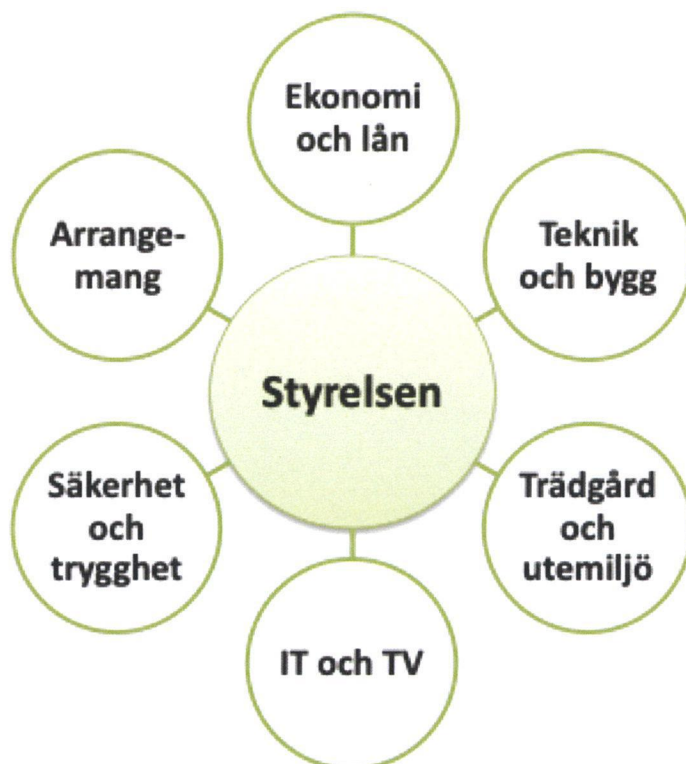 Ekonomi
och lån
Teknik
och bygg
Trädgård
och
utemiljö
IT och TV
Säkerhet
och
trygghet
Arrange-
mang
Styrelsen